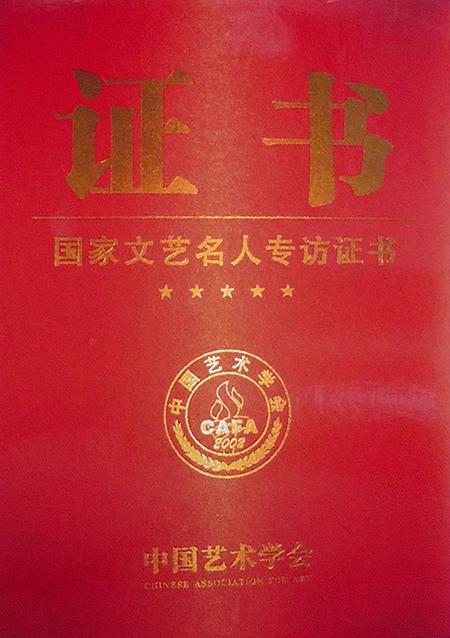 证书
国家文艺名人专访证书
中国艺术学会
CAFA
2002
中国艺术学会
CHINESE ASSOCIATION FOR ART